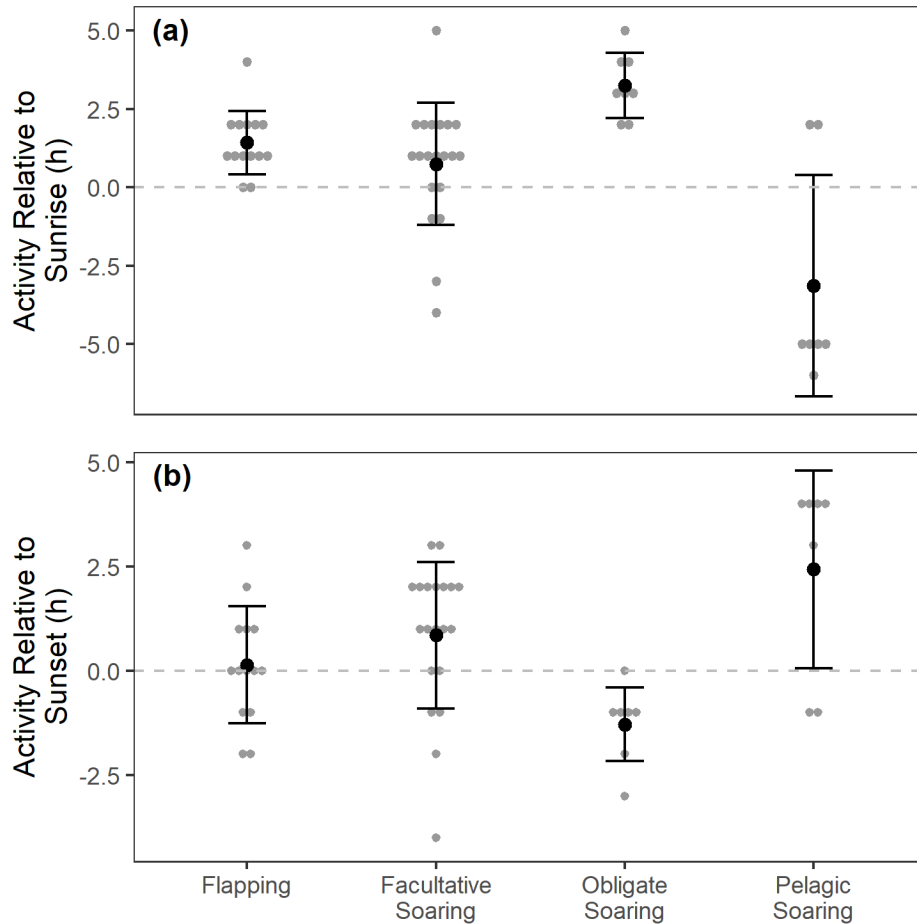 (a)
Activity Relative to
Sunrise (h)
5.0
2.5
0.0
-2.5
-5.0
(b)
Activity Relative to
Sunset (h)
5.0
2.5
0.0
-2.5
Flapping
Facultative
Soaring
Obligate
Soaring
Pelagic
Soaring